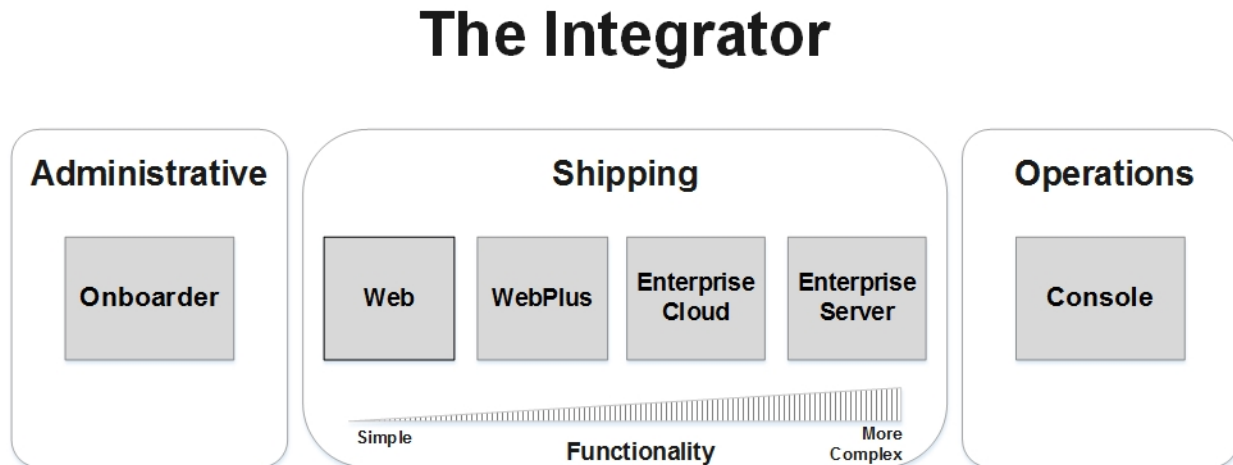 The Integrator
Administrative
Onboarder
Shipping
Web
WebPlus
Enterprise
Cloud
Enterprise
Server
Simple
Functionality
More
Complex
Operations
Console